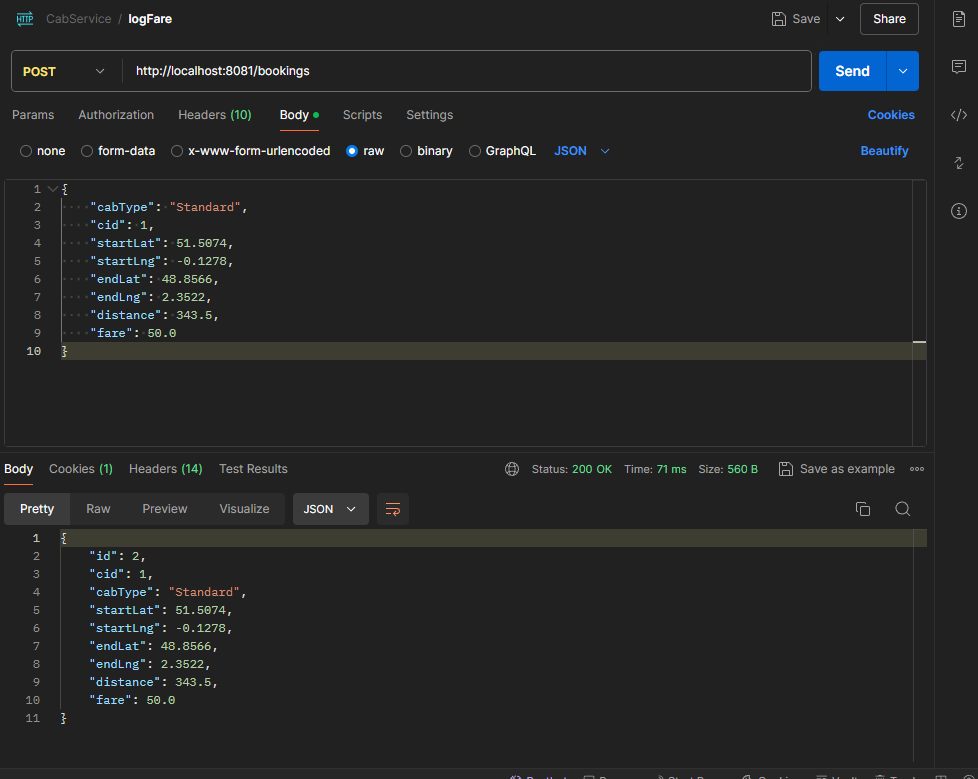 HTTP CabService / logFare Save Share
POST http://localhost:8081/bookings Send
Params Authorization Headers (10) Body Scripts Settings Cookies
none form-data x-www-form-urlencoded raw binary GraphQL JSON Beautify
1 {
2 "cabType": "Standard",
3 "cid": 1,
4 "startLat": 51.5074,
5 "startLng": -0.1278,
6 "endLat": 48.8566,
7 "endLng": 2.3522,
8 "distance": 343.5,
9 "fare": 50.0
10 }
Body Cookies (1) Headers (14) Test Results Status: 200 OK Time: 71 ms Size: 560 B Save as example
Pretty Raw Preview Visualize JSON
1 {
2 "id": 2,
3 "cid": 1,
4 "cabType": "Standard",
5 "startLat": 51.5074,
6 "startLng": -0.1278,
7 "endLat": 48.8566,
8 "endLng": 2.3522,
9 "distance": 343.5,
10 "fare": 50.0
11 }